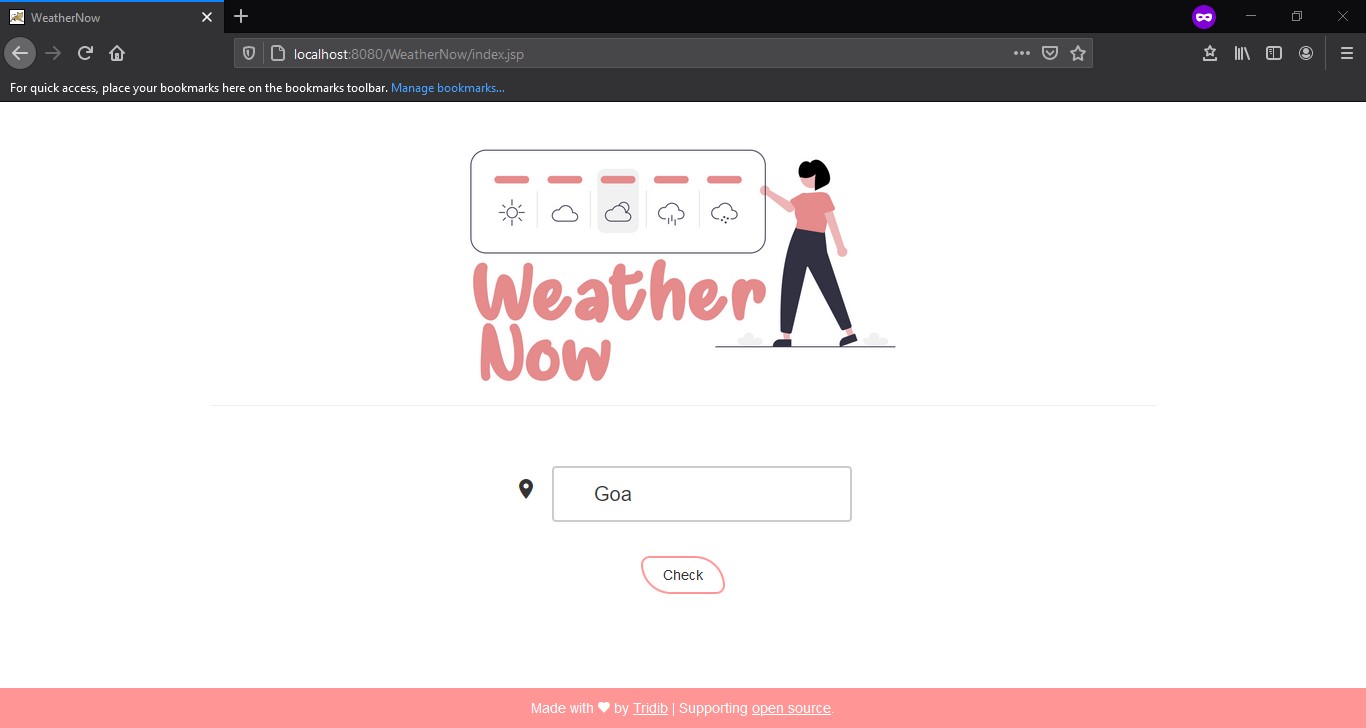 WeatherNow
localhost:8080/WeatherNow/index.jsp
For quick access, place your bookmarks here on the bookmarks toolbar. Manage bookmarks...
Weather
Now
Goa
Check
Made with ♥ by Tridib | Supporting open source.